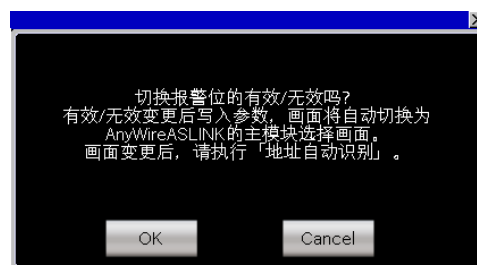 切换报警位的有效/无效吗?
有效/无效变更后写入参数，画面将自动切换为
AnyWireASLINK的主模块选择画面。
画面变更后，请执行「地址自动识别」。
OK
Cancel